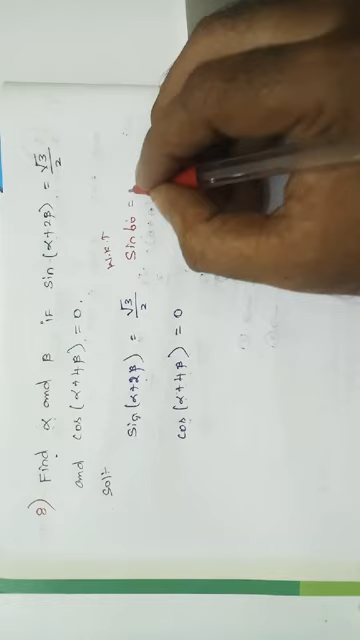 8) Find α and β if sin (α+2β) = √3/2
and cos (α+4β) = 0.
Sol:
W.K.T
Sin (α+2β) = √3/2 Sin 60 =
cos (α+4β) = 0